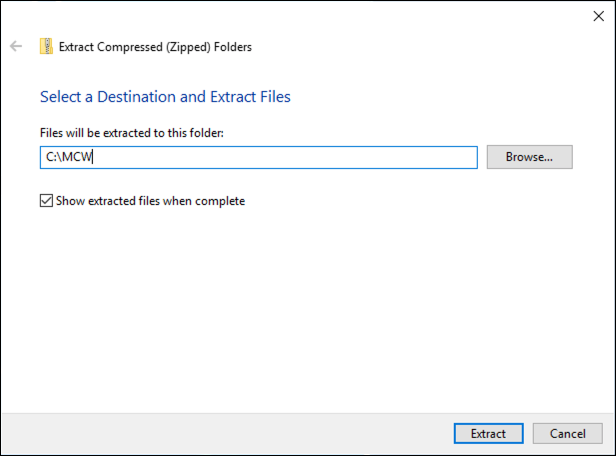 Extract Compressed (Zipped) Folders
Select a Destination and Extract Files
Files will be extracted to this folder:
C:\MCW
Browse...
Show extracted files when complete
Extract
Cancel